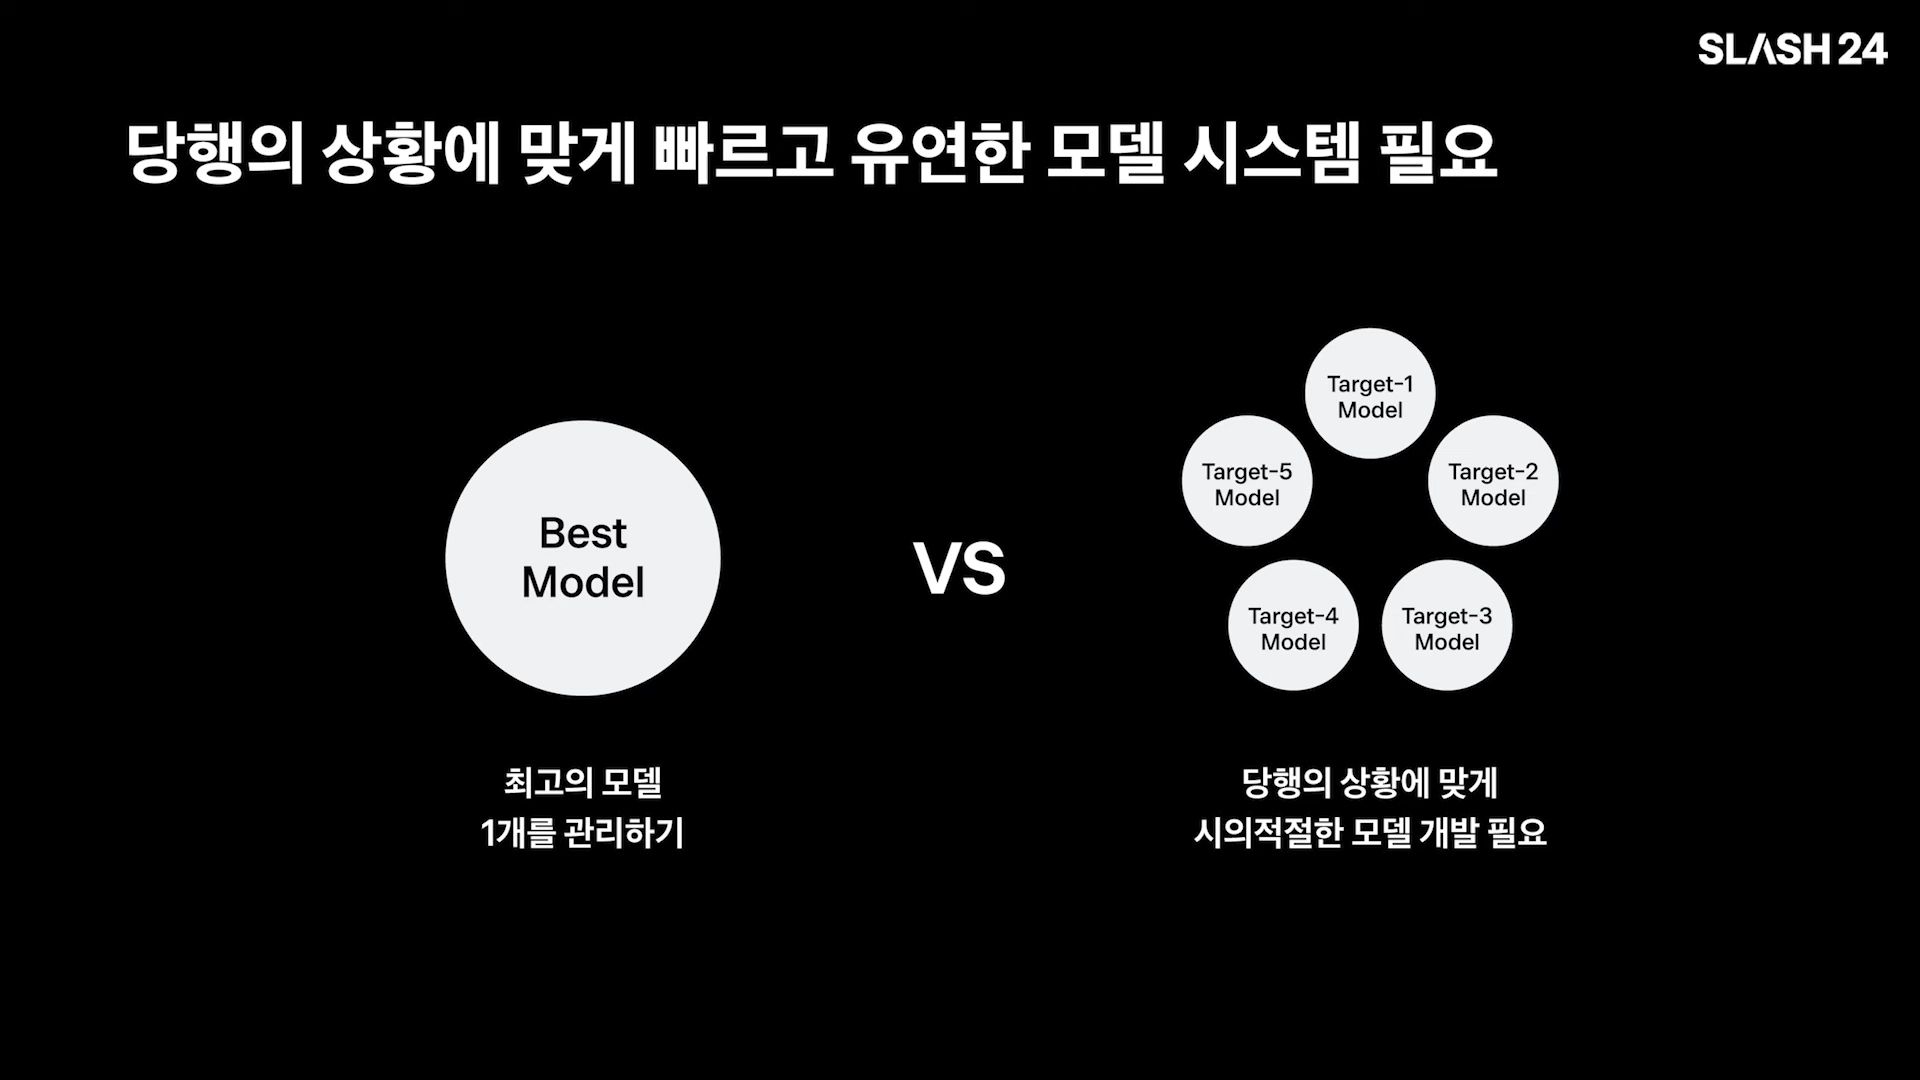 SLASH 24
당행의 상황에 맞게 빠르고 유연한 모델 시스템 필요
Best
Model
최고의 모델
1개를 관리하기
VS
Target-1
Model
Target-2
Model
Target-3
Model
Target-4
Model
Target-5
Model
당행의 상황에 맞게
시의적절한 모델 개발 필요